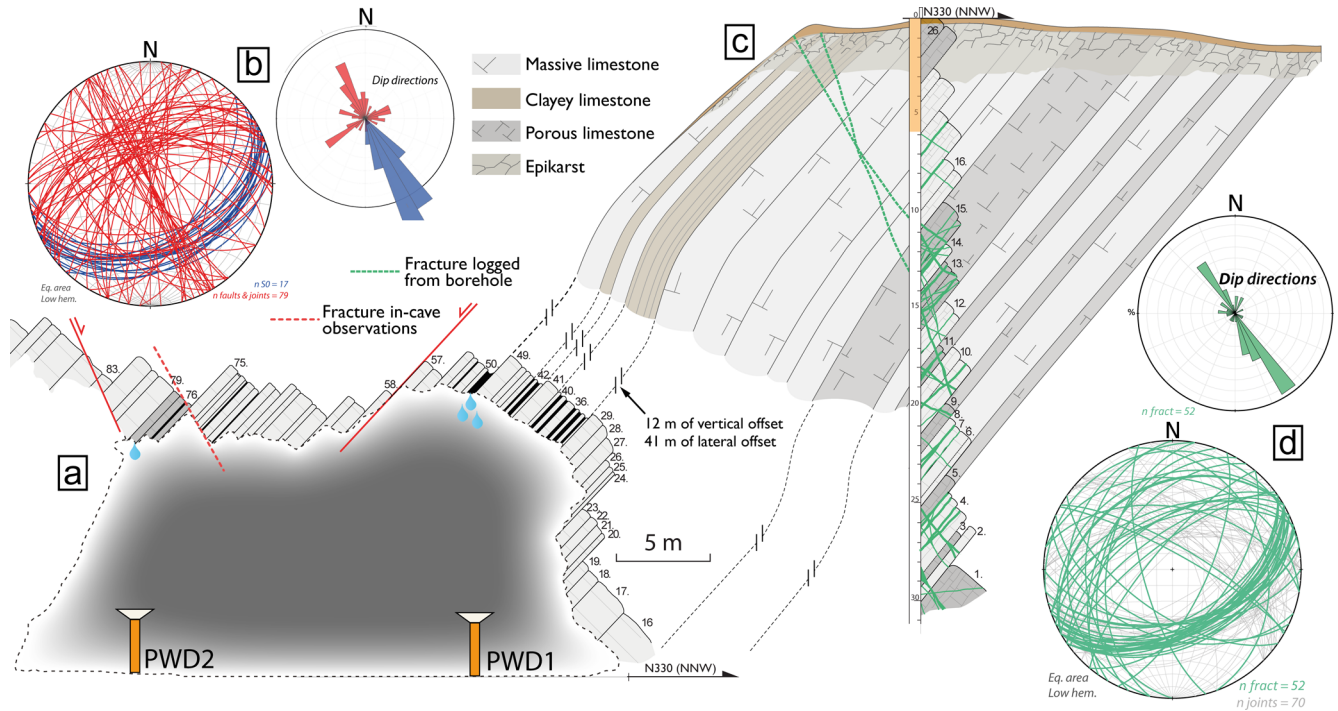 N
b
N
Dip directions
Eq. area
Low hem.
n S0 = 17
n faults & joints = 79
Massive limestone
Clayey limestone
Porous limestone
Epikarst
Fracture logged
from borehole
Fracture in-cave
observations
c
0
N330 (NNW)
5
10
15
20
25
30
26.
16.
15.
14.
13.
12.
11.
10.
9.
8.
7.
6.
5.
4.
3.
2.
1.
a
83.
79.
76.
75.
58.
57.
50.
49.
42.
41.
40.
36.
29.
28.
27.
26.
25.
24.
23.
22.
21.
20.
19.
18.
17.
16
12 m of vertical offset
41 m of lateral offset
5 m
PWD2
PWD1
N330 (NNW)
N
Dip directions
%
n fract = 52
d
N
Eq. area
Low hem.
n fract = 52
n joints = 70